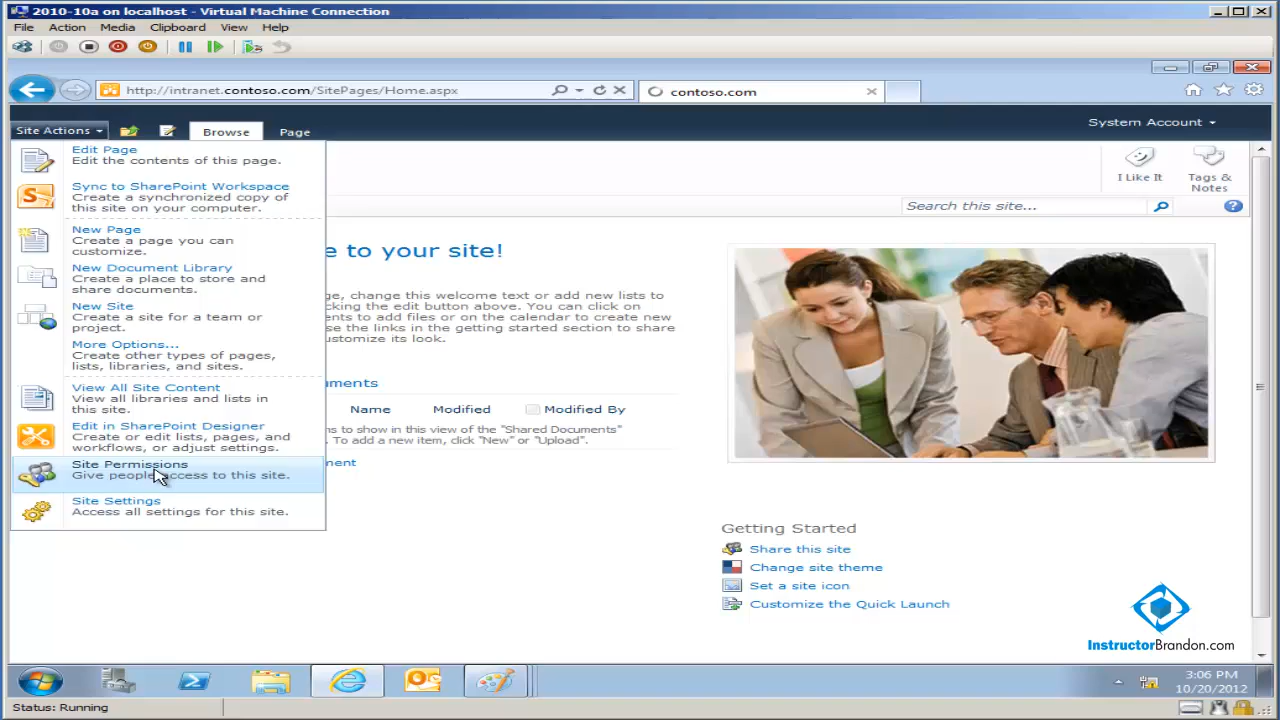 2010-10a on localhost - Virtual Machine Connection
File Action Media Clipboard View Help
http://intranet.contoso.com/SitePages/Home.aspx
contoso.com
Site Actions
Browse
Page
System Account
Edit Page
Edit the contents of this page.
Sync to SharePoint Workspace
Create a synchronized copy of
this site on your computer.
New Page
Create a page you can
customize.
New Document Library
Create a place to store and
share documents.
New Site
Create a site for a team or
project.
More Options...
Create other types of pages,
lists, libraries, and sites.
View All Site Content
View all libraries and lists in
this site.
Edit in SharePoint Designer
Create or edit lists, pages, and
workflows, or adjust settings.
Site Permissions
Give people access to this site.
Site Settings
Access all settings for this site.
I Like It
Tags &
Notes
Search this site...
e to your site!
ge, change this welcome text or add new lists to
cking the edit button above. You can click on
ents to add files or on the calendar to create new
se the links in the getting started section to share
ustomize its look.
uments
Name Modified Modified By
ns to show in this view of the "Shared Documents"
. To add a new item, click "New" or "Upload".
ment
Getting Started
Share this site
Change site theme
Set a site icon
Customize the Quick Launch
InstructorBrandon.com
3:06 PM
10/20/2012
Status: Running